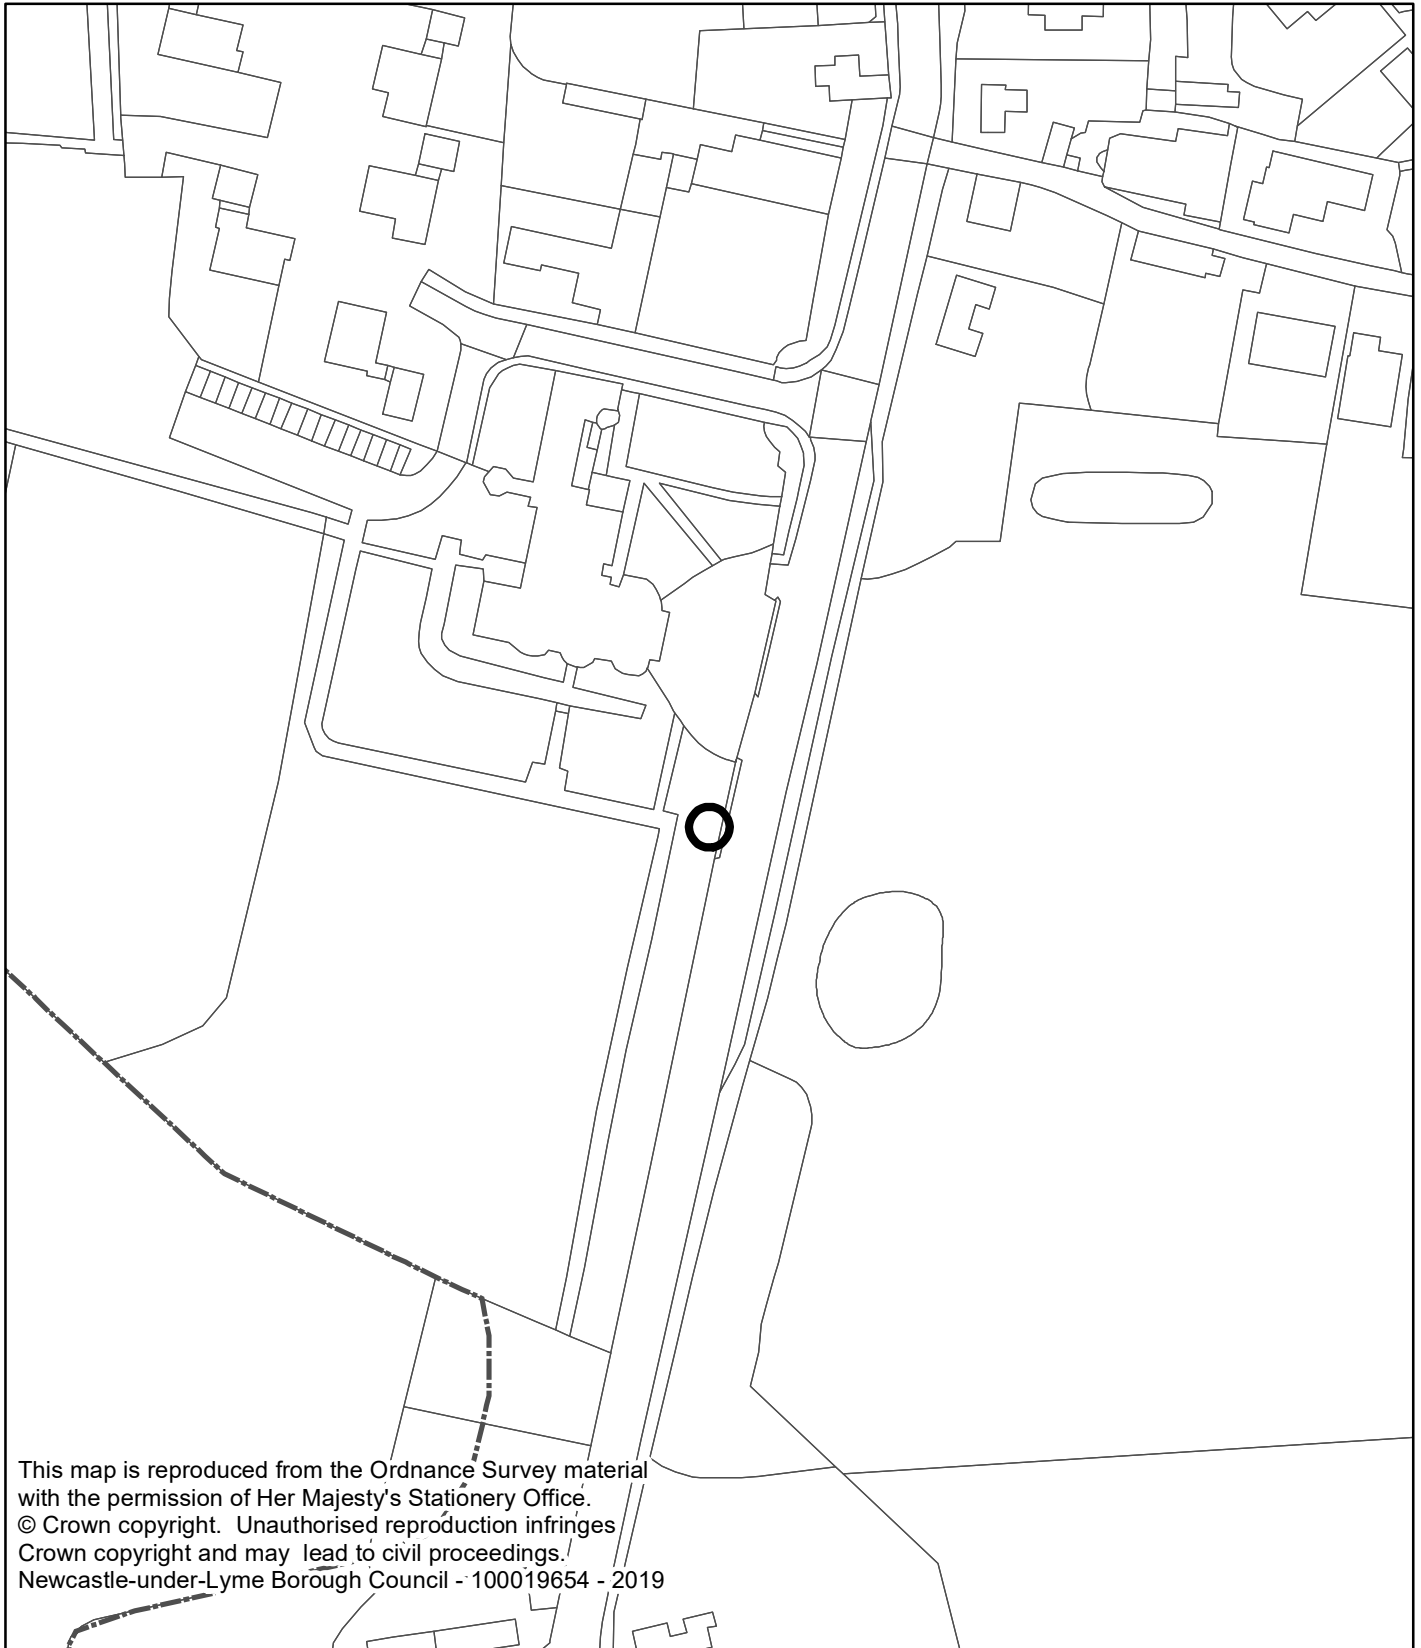 This map is reproduced from the Ordnance Survey material
with the permission of Her Majesty's Stationery Office.
© Crown copyright.  Unauthorised reproduction infringes
Crown copyright and may  lead to civil proceedings.
Newcastle-under-Lyme Borough Council - 100019654 - 2019